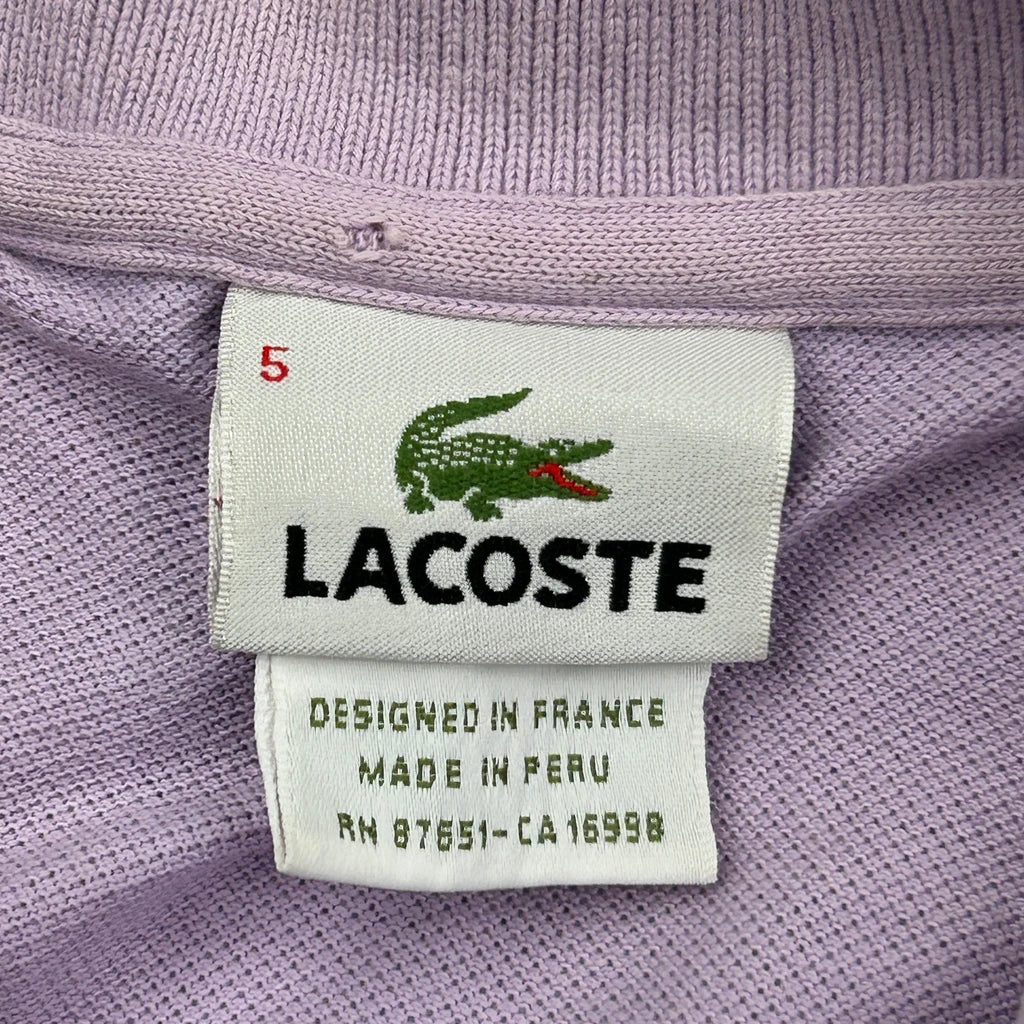 5
LACOSTE
DESIGNED IN FRANCE
MADE IN PERU
RN 87651-CA 16998